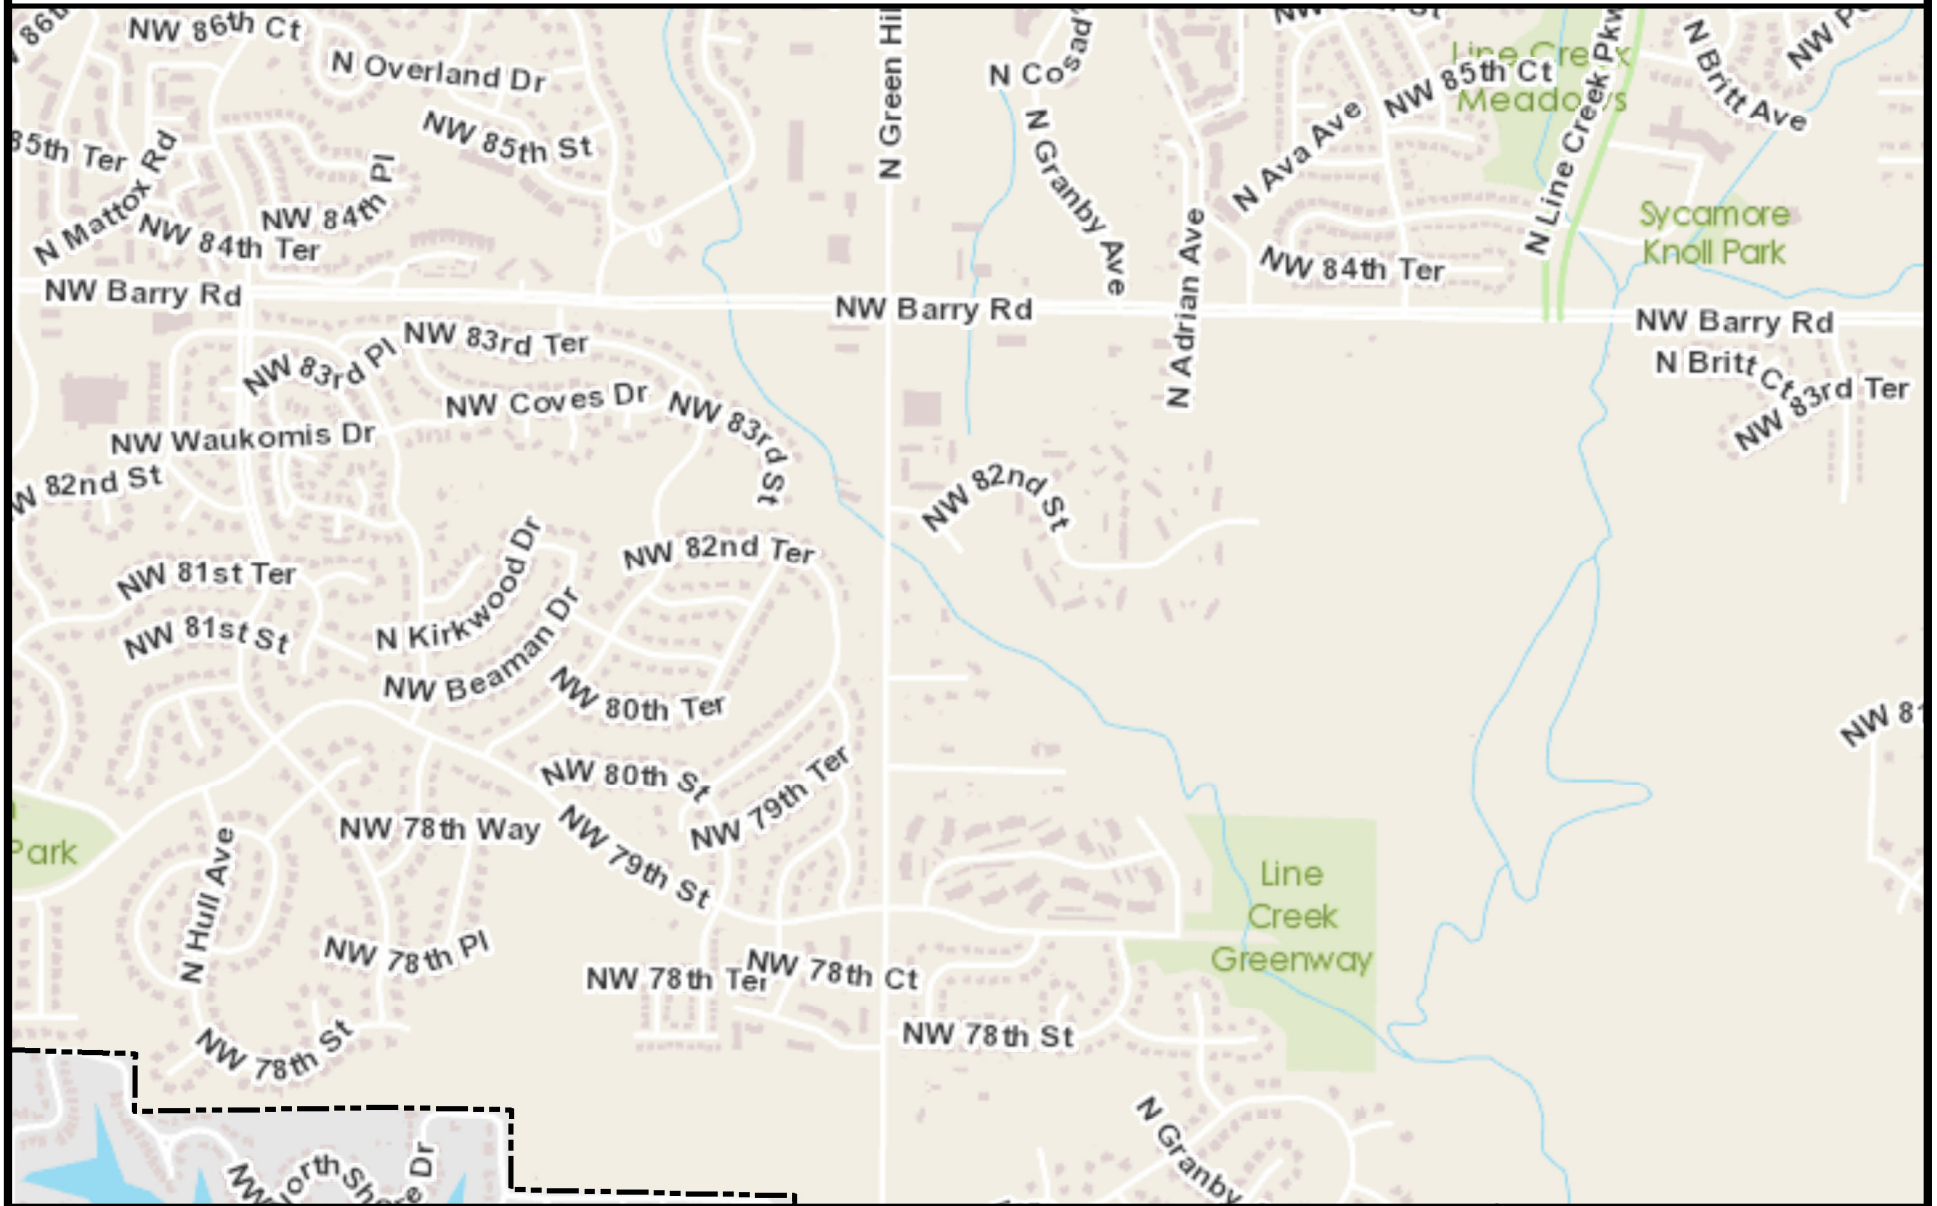 NW 86th Ct
N Overland Dr
N Green Hil
N Cosad
Line Creek
Meadows
N Line Creek Pkw
N Britt Ave
NW 85th Ct
NW 85th St
85th Ter
N Mattox Rd
NW 84th Pl
NW 84th Ter
N Granby Ave
N Ava Ave
N Adrian Ave
NW 84th Ter
Sycamore
Knoll Park
NW Barry Rd
NW Barry Rd
NW Barry Rd
NW 83rd Ter
NW 83rd Pl
NW Coves Dr
NW 83rd St
N Britt Ct
NW 83rd Ter
NW Waukomis Dr
W 82nd St
NW 82nd St
NW 82nd Ter
NW 81st Ter
N Kirkwood Dr
NW 81st St
NW Beaman Dr
NW 80th Ter
NW 81
NW 80th St
NW 79th Ter
NW 78th Way
NW 79th St
Park
N Hull Ave
Line
Creek
Greenway
NW 78th Pl
NW 78th Ter
NW 78th Ct
NW 78th St
NW 78th St
N Granby